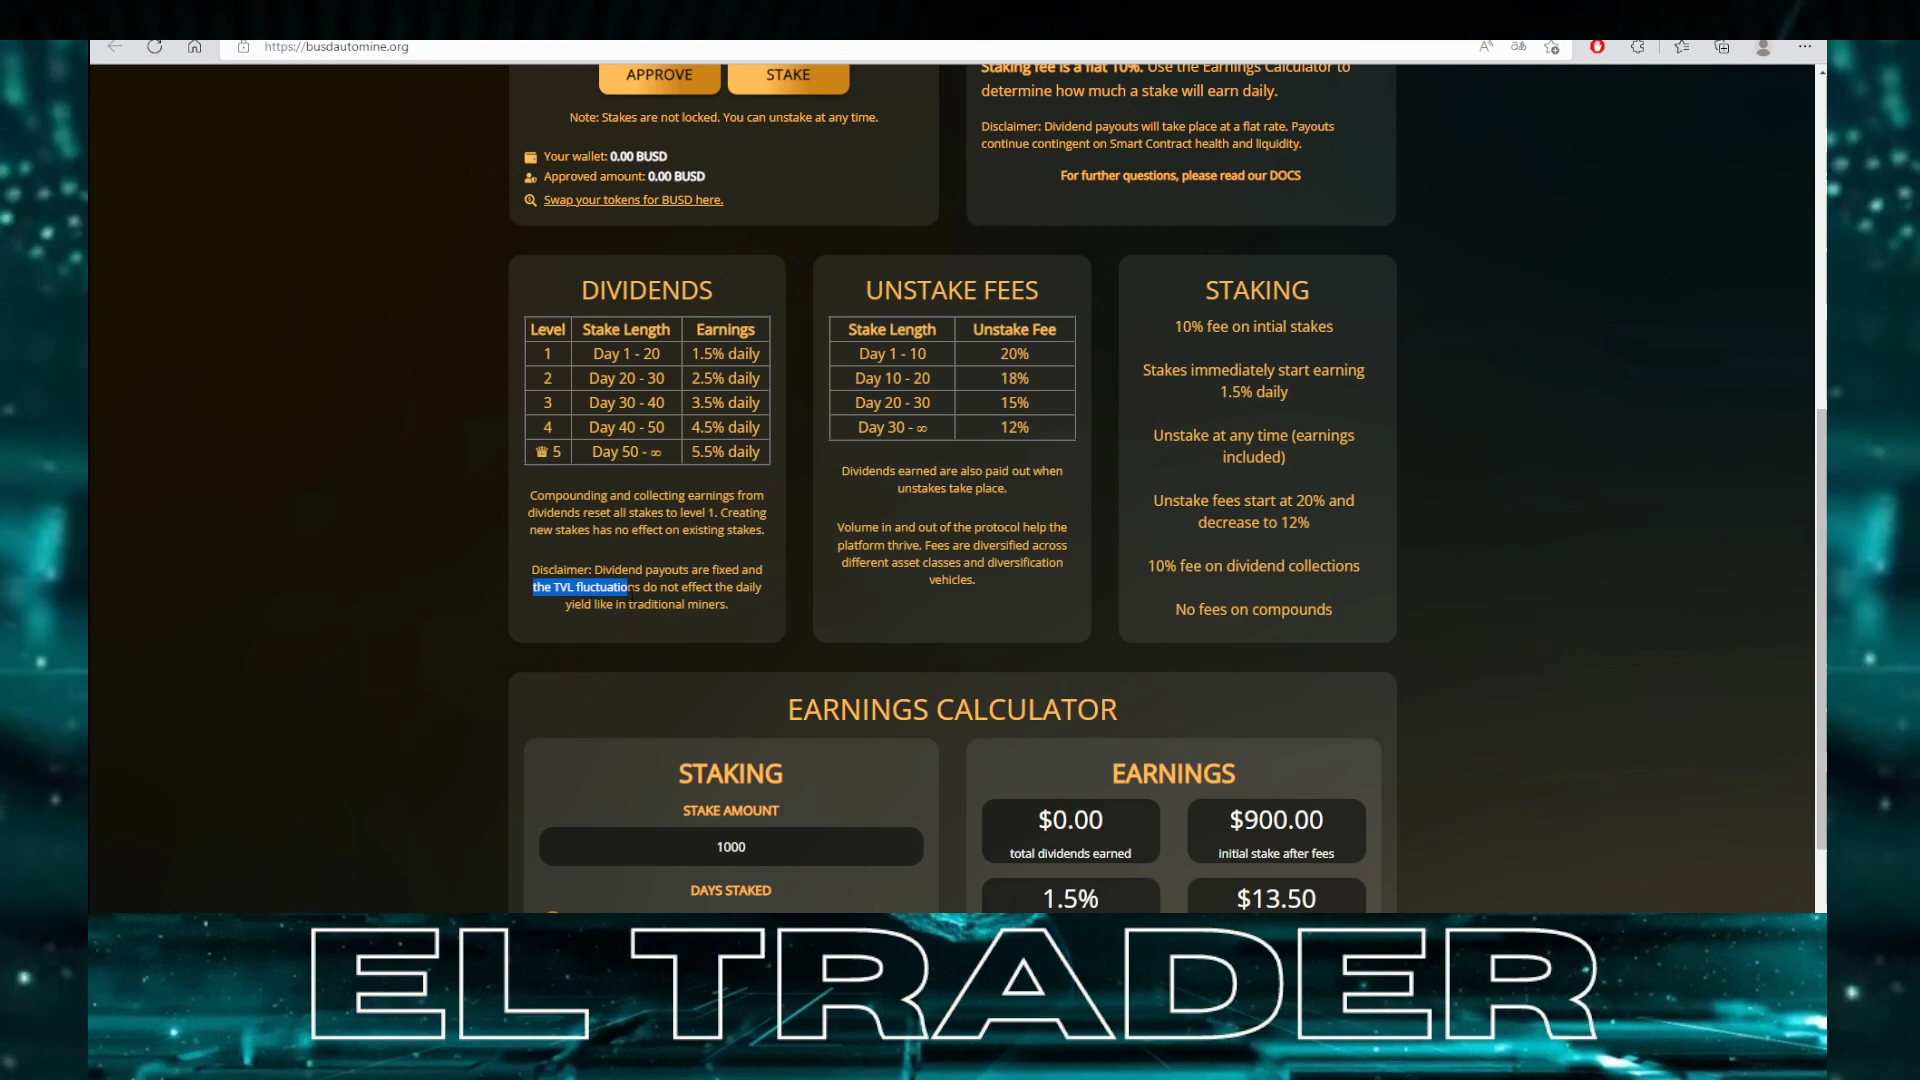 https://busdautomine.org
APPROVE
STAKE
Note: Stakes are not locked. You can unstake at any time.
Your wallet: 0.00 BUSD
Approved amount: 0.00 BUSD
Swap your tokens for BUSD here.
Staking fee is a flat 10%. Use the Earnings Calculator to
determine how much a stake will earn daily.
Disclaimer: Dividend payouts will take place at a flat rate. Payouts
continue contingent on Smart Contract health and liquidity.
For further questions, please read our DOCS
DIVIDENDS
Level Stake Length Earnings
1 Day 1 - 20 1.5% daily
2 Day 20 - 30 2.5% daily
3 Day 30 - 40 3.5% daily
4 Day 40 - 50 4.5% daily
5 Day 50 - ∞ 5.5% daily
Compounding and collecting earnings from
dividends reset all stakes to level 1. Creating
new stakes has no effect on existing stakes.
Disclaimer: Dividend payouts are fixed and
the TVL fluctuations do not effect the daily
yield like in traditional miners.
UNSTAKE FEES
Stake Length Unstake Fee
Day 1 - 10 20%
Day 10 - 20 18%
Day 20 - 30 15%
Day 30 - ∞ 12%
Dividends earned are also paid out when
unstakes take place.
Volume in and out of the protocol help the
platform thrive. Fees are diversified across
different asset classes and diversification
vehicles.
STAKING
10% fee on intial stakes
Stakes immediately start earning
1.5% daily
Unstake at any time (earnings
included)
Unstake fees start at 20% and
decrease to 12%
10% fee on dividend collections
No fees on compounds
EARNINGS CALCULATOR
STAKING
STAKE AMOUNT
1000
DAYS STAKED
EARNINGS
$0.00
total dividends earned
$900.00
initial stake after fees
1.5%
$13.50
EL TRADER